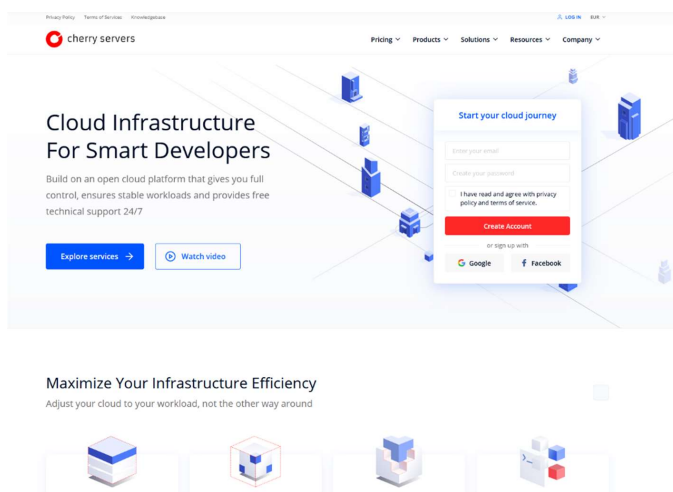 Privacy Policy Terms of Services Knowledgebase LOG IN EUR
cherry servers
Pricing Products Solutions Resources Company
Cloud Infrastructure
For Smart Developers
Build on an open cloud platform that gives you full
control, ensures stable workloads and provides free
technical support 24/7
Explore services → Watch video
Start your cloud journey
Enter your email
Create your password
I have read and agree with privacy
policy and terms of service.
Create Account
or sign up with
Google Facebook
Maximize Your Infrastructure Efficiency
Adjust your cloud to your workload, not the other way around